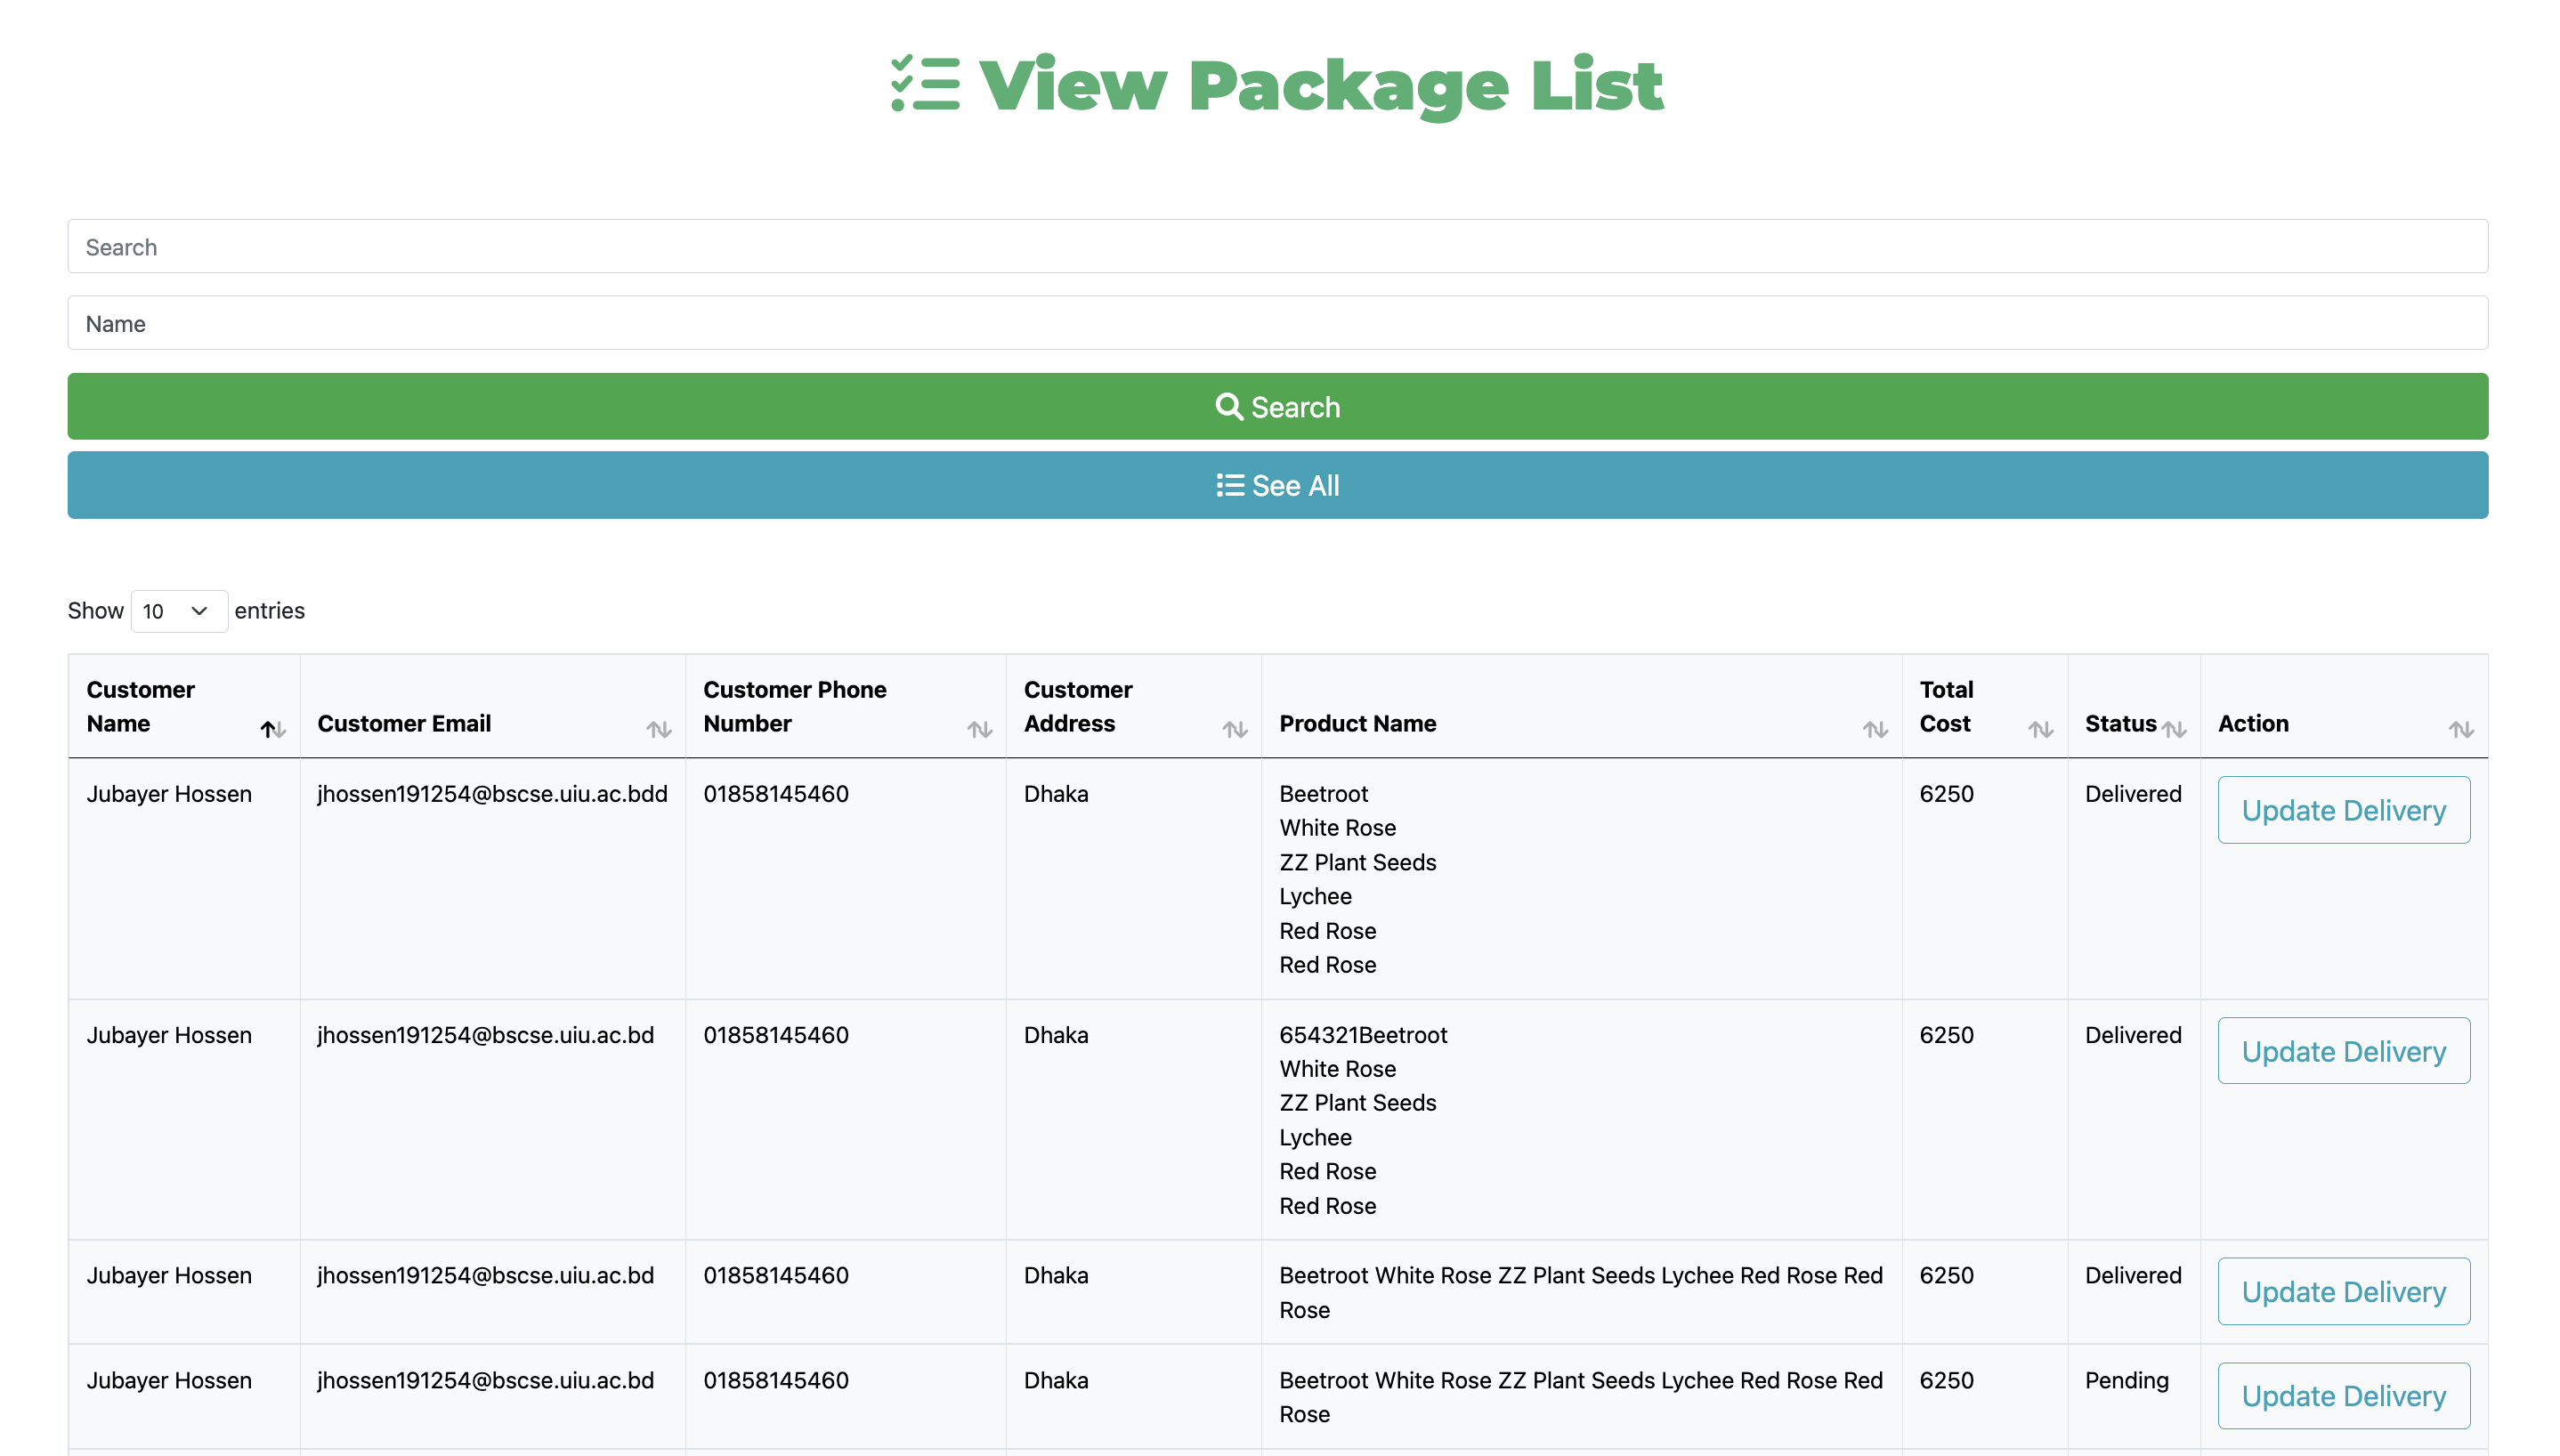 View Package List
Search
Name
Search
See All
Show 10 entries
Customer Name Customer Email Customer Phone Number Customer Address Product Name Total Cost Status Action
Jubayer Hossen jhossen191254@bscse.uiu.ac.bdd 01858145460 Dhaka Beetroot 6250 Delivered Update Delivery
White Rose
ZZ Plant Seeds
Lychee
Red Rose
Red Rose
Jubayer Hossen jhossen191254@bscse.uiu.ac.bd 01858145460 Dhaka 654321Beetroot 6250 Delivered Update Delivery
White Rose
ZZ Plant Seeds
Lychee
Red Rose
Red Rose
Jubayer Hossen jhossen191254@bscse.uiu.ac.bd 01858145460 Dhaka Beetroot White Rose ZZ Plant Seeds Lychee Red Rose Red 6250 Delivered Update Delivery
Rose
Jubayer Hossen jhossen191254@bscse.uiu.ac.bd 01858145460 Dhaka Beetroot White Rose ZZ Plant Seeds Lychee Red Rose Red 6250 Pending Update Delivery
Rose